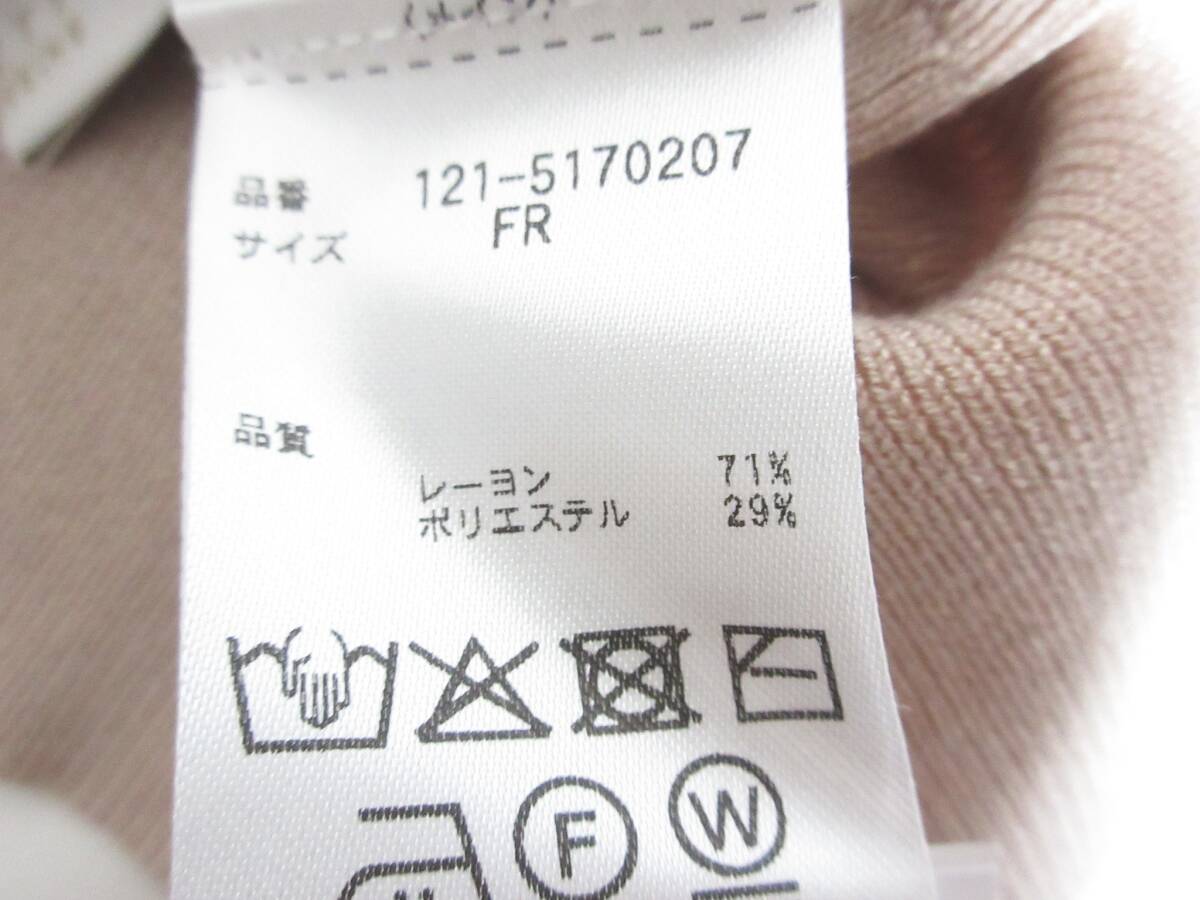 品番 121-5170207
サイズ FR
品質
レーヨン 71%
ポリエステル 29%
F W